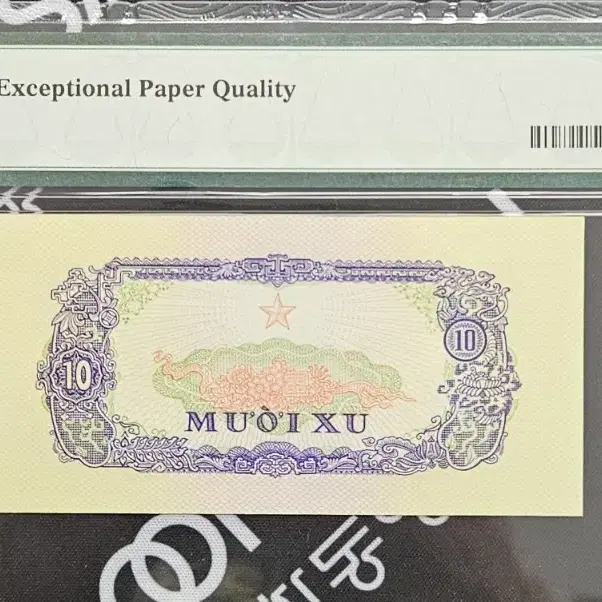 Exceptional Paper Quality
10
10
MƯỜI XU